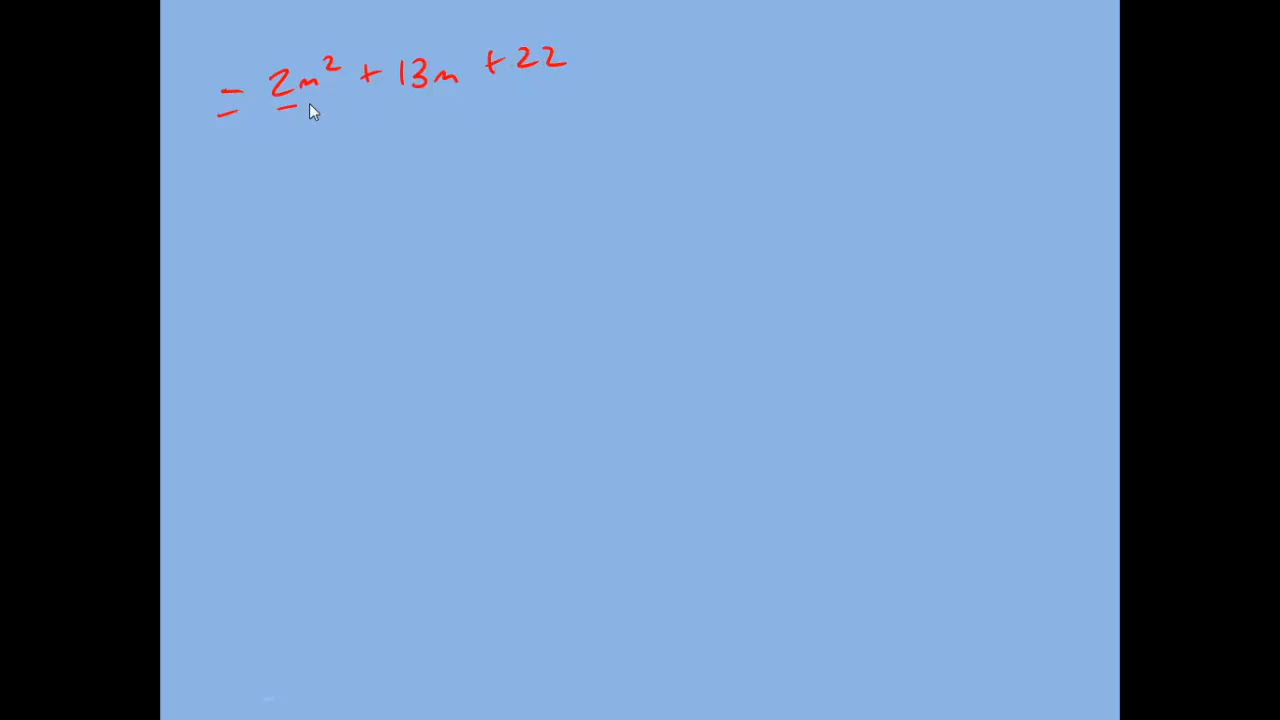 = 2m² + 13m + 22